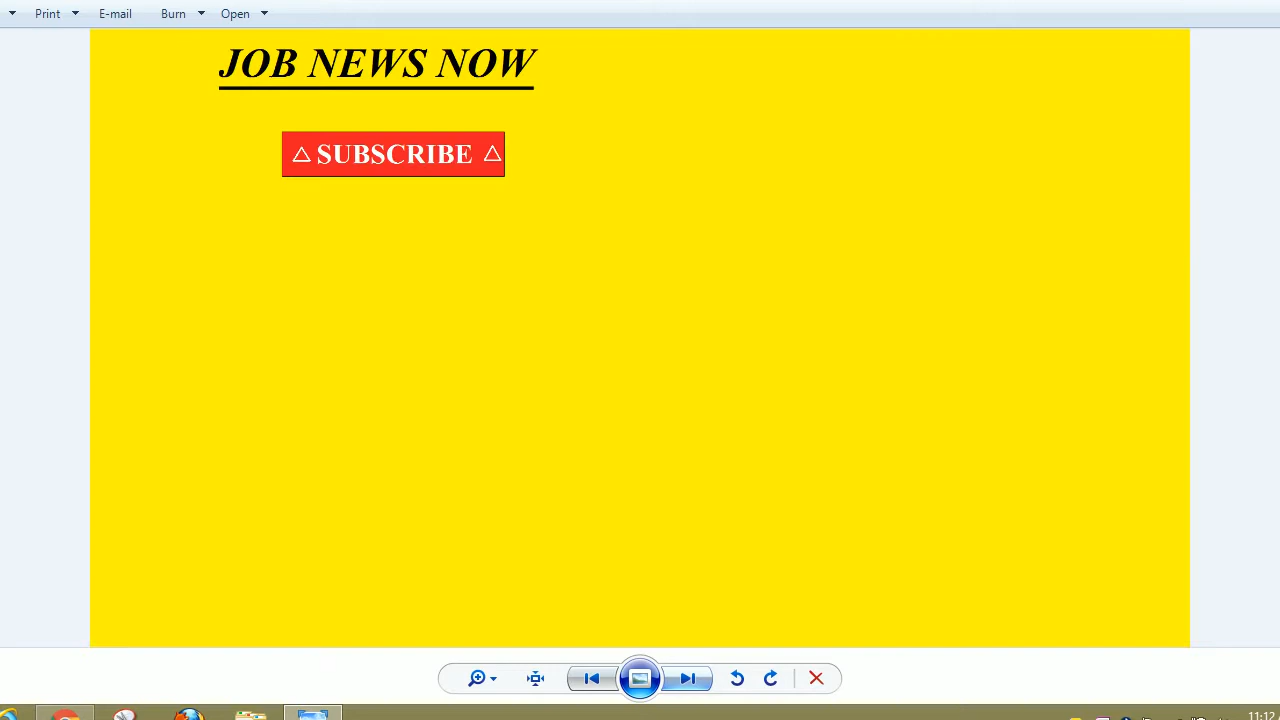 Print E-mail Burn Open
JOB NEWS NOW
△ SUBSCRIBE △
11:12